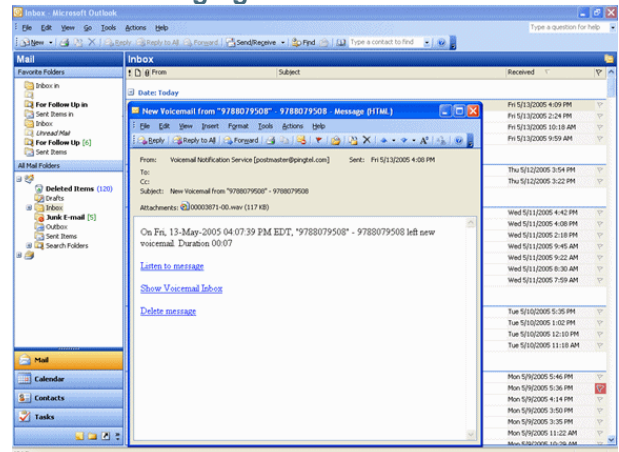 Inbox - Microsoft Outlook
File Edit View Go Tools Actions Help
Type a question for help
New Reply Reply to All Forward Send/Receive Find Type a contact to find
Mail
Inbox
Favorite Folders
From Subject Received
Inbox in
Date: Today
For Follow Up in
Sent Items in
Inbox
Unread Mail
For Follow Up [6]
Sent Items
All Mail Folders
Deleted Items (120)
Drafts
Inbox
Junk E-mail [5]
Outbox
Sent Items
Search Folders
Mail
Calendar
Contacts
Tasks
New Voicemail from "9788079508" - 9788079508 - Message (HTML)
File Edit View Insert Format Tools Actions Help
Reply Reply to All Forward
From: Voicemail Notification Service [postmaster@pingtel.com] Sent: Fri 5/13/2005 4:08 PM
To:
Cc:
Subject: New Voicemail from "9788079508" - 9788079508
Attachments: 00003871-00.wav (117 KB)
On Fri, 13-May-2005 04:07:39 PM EDT, "9788079508" - 9788079508 left new
voicemail. Duration 00:07
Listen to message
Show Voicemail Inbox
Delete message
Fri 5/13/2005 4:09 PM
Fri 5/13/2005 2:24 PM
Fri 5/13/2005 10:18 AM
Fri 5/13/2005 9:59 AM
Thu 5/12/2005 3:54 PM
Thu 5/12/2005 3:22 PM
Wed 5/11/2005 4:42 PM
Wed 5/11/2005 4:08 PM
Wed 5/11/2005 2:18 PM
Wed 5/11/2005 9:45 AM
Wed 5/11/2005 9:22 AM
Wed 5/11/2005 8:30 AM
Wed 5/11/2005 7:59 AM
Tue 5/10/2005 5:35 PM
Tue 5/10/2005 1:02 PM
Tue 5/10/2005 12:10 PM
Tue 5/10/2005 11:18 AM
Mon 5/9/2005 5:46 PM
Mon 5/9/2005 5:36 PM
Mon 5/9/2005 4:14 PM
Mon 5/9/2005 3:50 PM
Mon 5/9/2005 3:35 PM
Mon 5/9/2005 11:22 AM
Mon 5/9/2005 10:29 AM